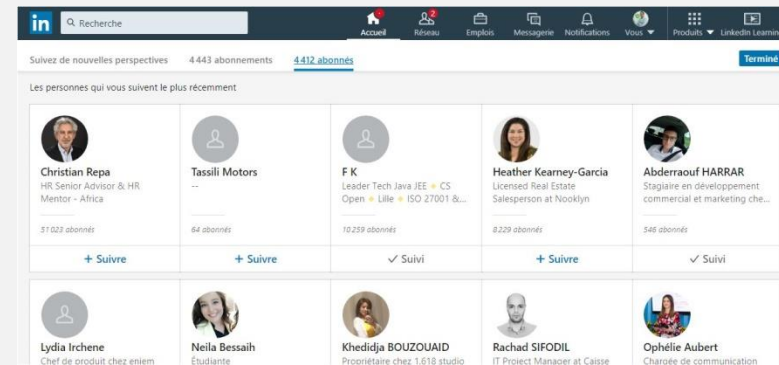 in Recherche
2
Accueil Réseau Emplois Messagerie Notifications Vous Produits LinkedIn Learning
Suivez de nouvelles perspectives 4 443 abonnements 4 412 abonnés Terminé
Les personnes qui vous suivent le plus récemment
Christian Repa
HR Senior Advisor & HR
Mentor - Africa
51 023 abonnés
+ Suivre
Tassili Motors
--
64 abonnés
+ Suivre
F K
Leader Tech Java JEE CS
Open Lille ISO 27001 &...
10 259 abonnés
✓ Suivi
Heather Kearney-Garcia
Licensed Real Estate
Salesperson at Nooklyn
8 229 abonnés
+ Suivre
Abderraouf HARRAR
Stagiaire en développement
commercial et marketing che...
546 abonnés
✓ Suivi
Lydia Irchene
Chef de produit chez eniem
Neila Bessaih
Étudiante
Khedidja BOUZOUAID
Propriétaire chez 1.618 studio
Rachad SIFODIL
IT Project Manager at Caisse
Ophélie Aubert
Chargée de communication